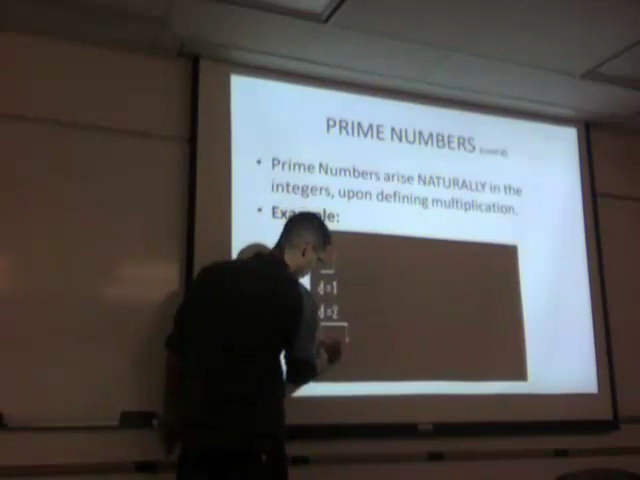 PRIME NUMBERS (cont'd)
• Prime Numbers arise NATURALLY in the
integers, upon defining multiplication.
• Example:
d=1
d=2